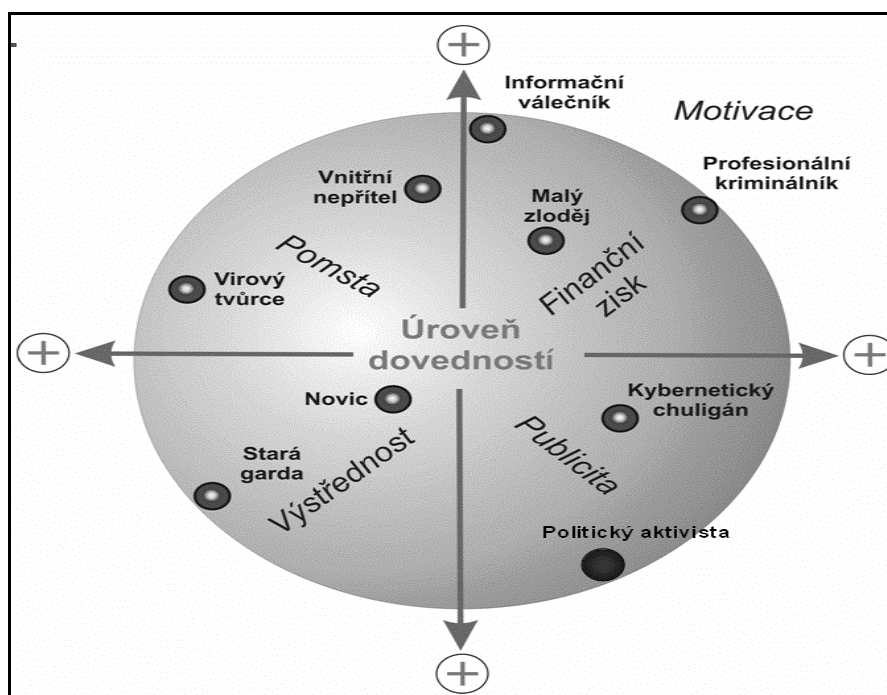 Informační
válečník
Motivace
Profesionální
kriminálník
Vnitřní
nepřítel
Malý
zloděj
Pomsta
Finanční
zisk
Virový
tvůrce
Úroveň
dovedností
Novic
Kybernetický
chuligán
Stará
garda
Výstřednost
Publicita
Politický aktivista